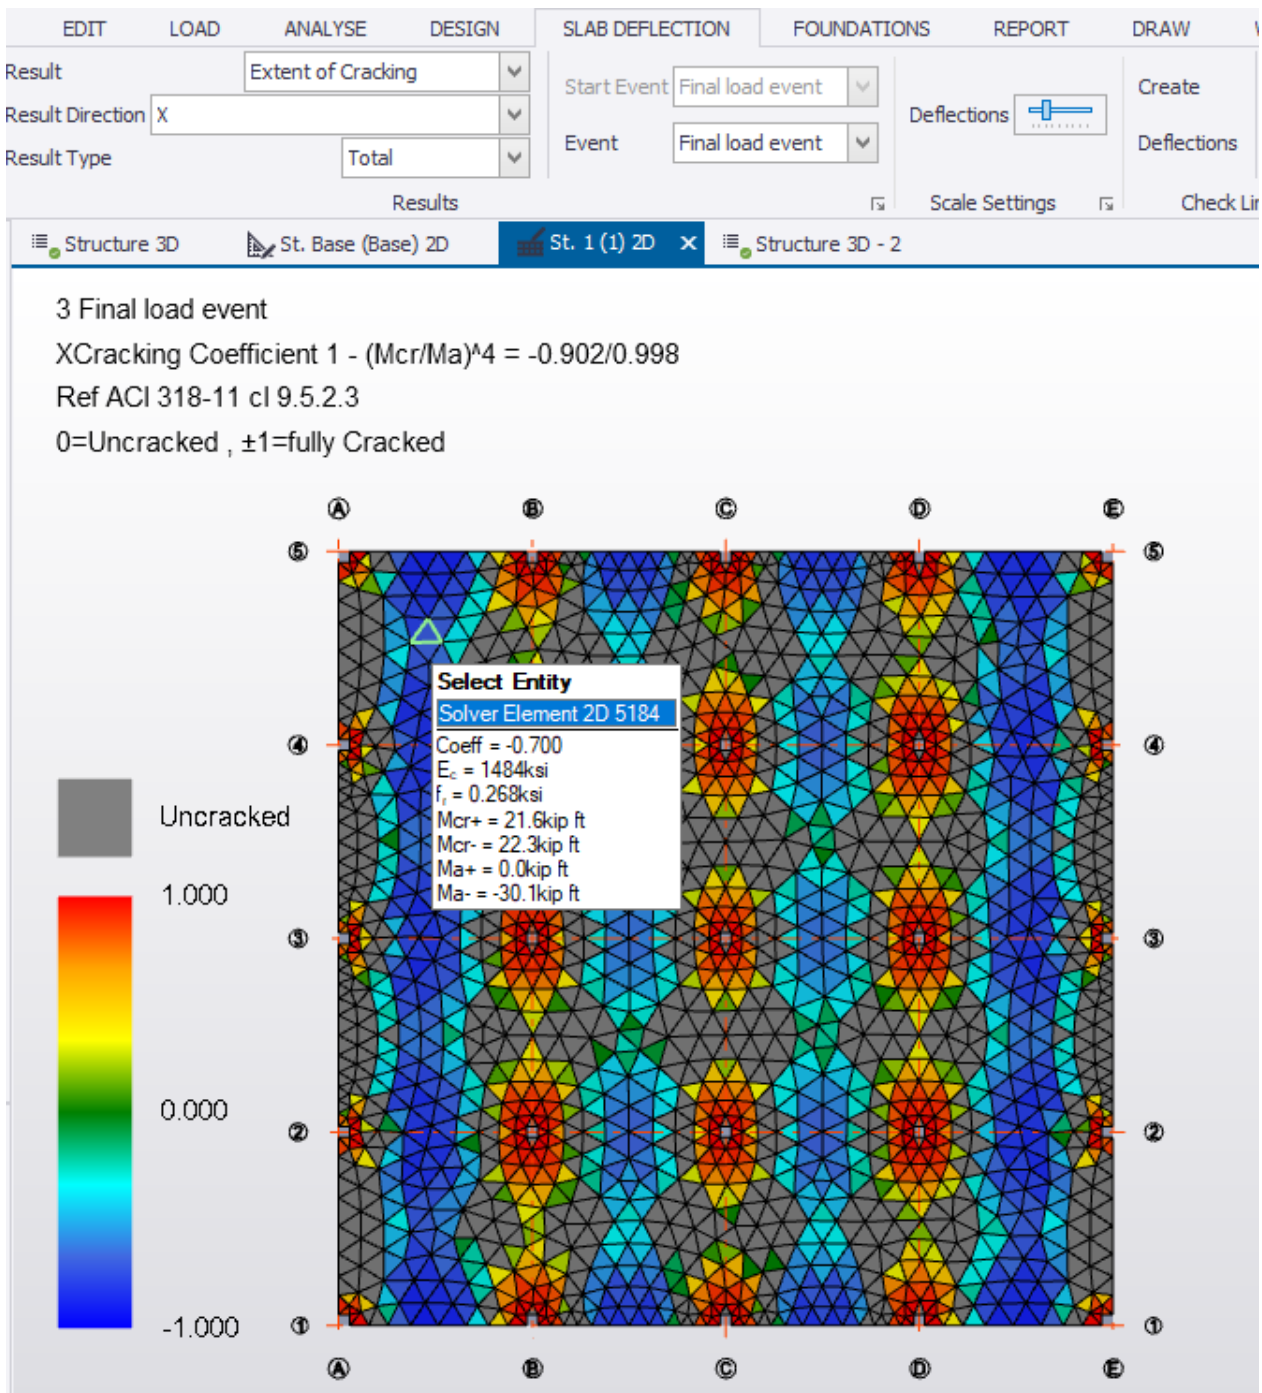 EDIT LOAD ANALYSE DESIGN SLAB DEFLECTION FOUNDATIONS REPORT DRAW
Result Extent of Cracking
Start Event Final load event
Result Direction X
Deflections
Create
Event Final load event
Deflections
Result Type Total
Results
Scale Settings
Check Lin
Structure 3D St. Base (Base) 2D St. 1 (1) 2D × Structure 3D - 2
3 Final load event
XCracking Coefficient 1 - (Mcr/Ma)^4 = -0.902/0.998
Ref ACI 318-11 cl 9.5.2.3
0=Uncracked , ±1=fully Cracked
A B C D E
5 5
Select Entity
Solver Element 2D 5184
Coeff = -0.700
E꜀ = 1484ksi
fᵣ = 0.268ksi
Mcr+ = 21.6kip ft
Mcr- = 22.3kip ft
Ma+ = 0.0kip ft
Ma- = -30.1kip ft
4 4
Uncracked
1.000
3 3
0.000
2 2
-1.000
1 1
A B C D E